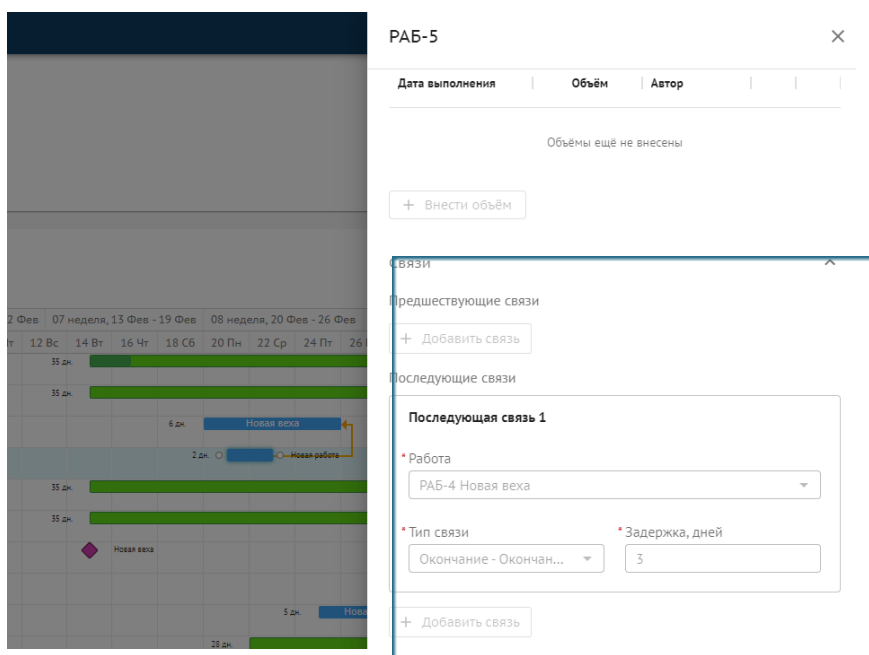 РАБ-5
Дата выполнения Объём Автор
Объёмы ещё не внесены
+ Внести объём
Связи
Предшествующие связи
+ Добавить связь
Последующие связи
Последующая связь 1
* Работа
РАБ-4 Новая веха
* Тип связи * Задержка, дней
Окончание - Окончан... 3
+ Добавить связь
2 Фев 07 неделя, 13 Фев - 19 Фев 08 неделя, 20 Фев - 26 Фев
12 Вс 14 Вт 16 Чт 18 Сб 20 Пн 22 Ср 24 Пт 26
35 дн.
35 дн.
6 дн. Новая веха
2 дн. Новая работа
35 дн.
35 дн.
Новая веха
5 дн. Нова
28 дн.